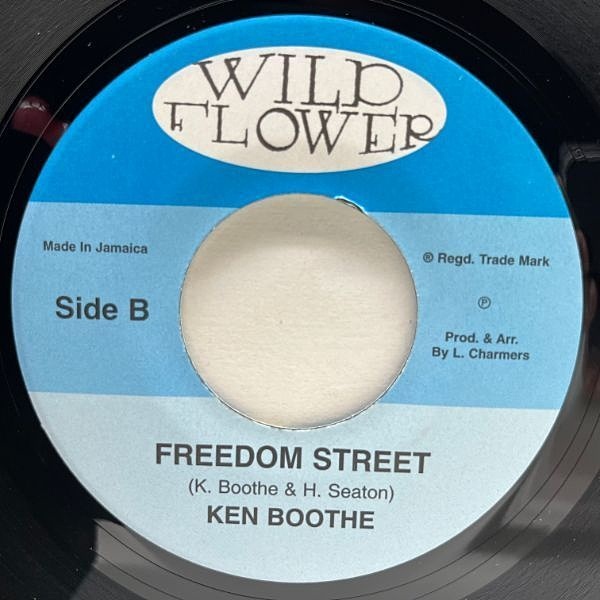 WILD
FLOWER
Made In Jamaica
® Regd. Trade Mark
Side B
℗
Prod. & Arr.
By L. Charmers
FREEDOM STREET
(K. Boothe & H. Seaton)
KEN BOOTHE